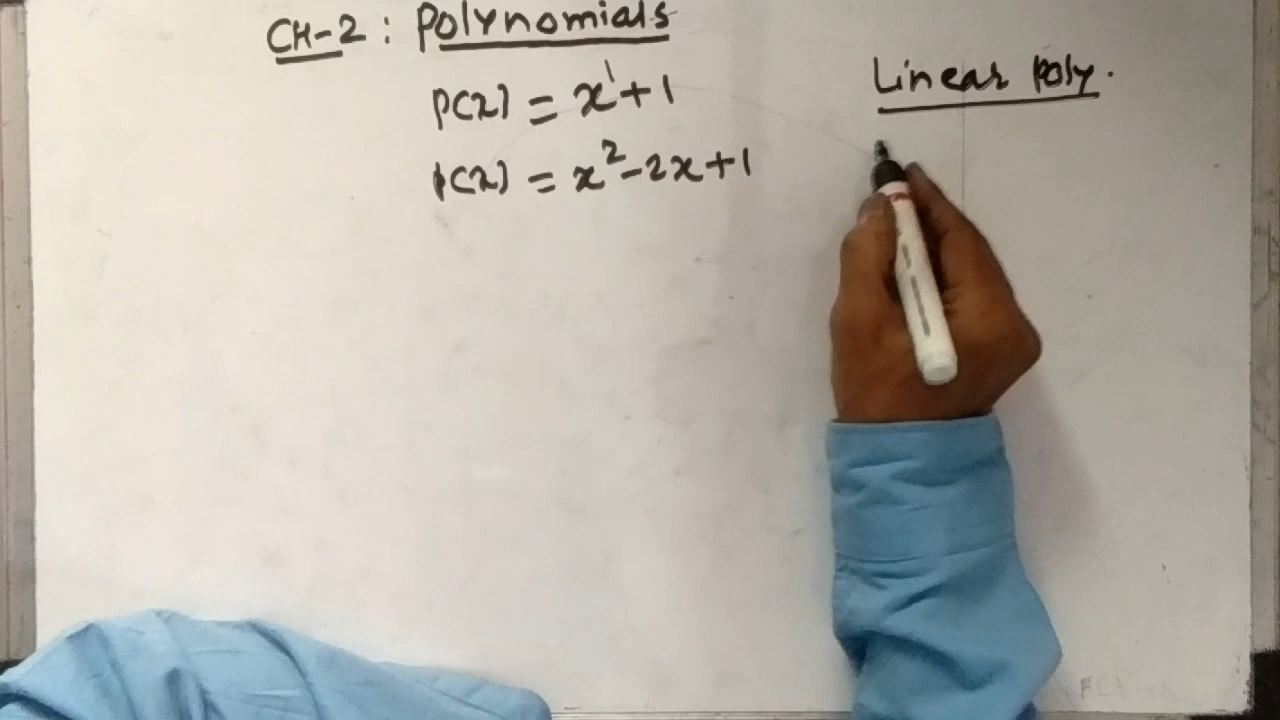 CH-2 : Polynomials
P(x) = x¹+1
Linear poly.
p(x) = x²-2x+1